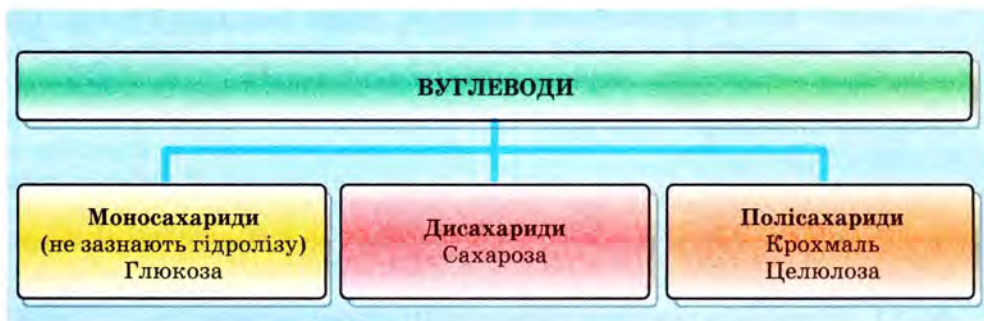 ВУГЛЕВОДИ
Моносахариди
(не зазнають гідролізу)
Глюкоза
Дисахариди
Сахароза
Полісахариди
Крохмаль
Целюлоза